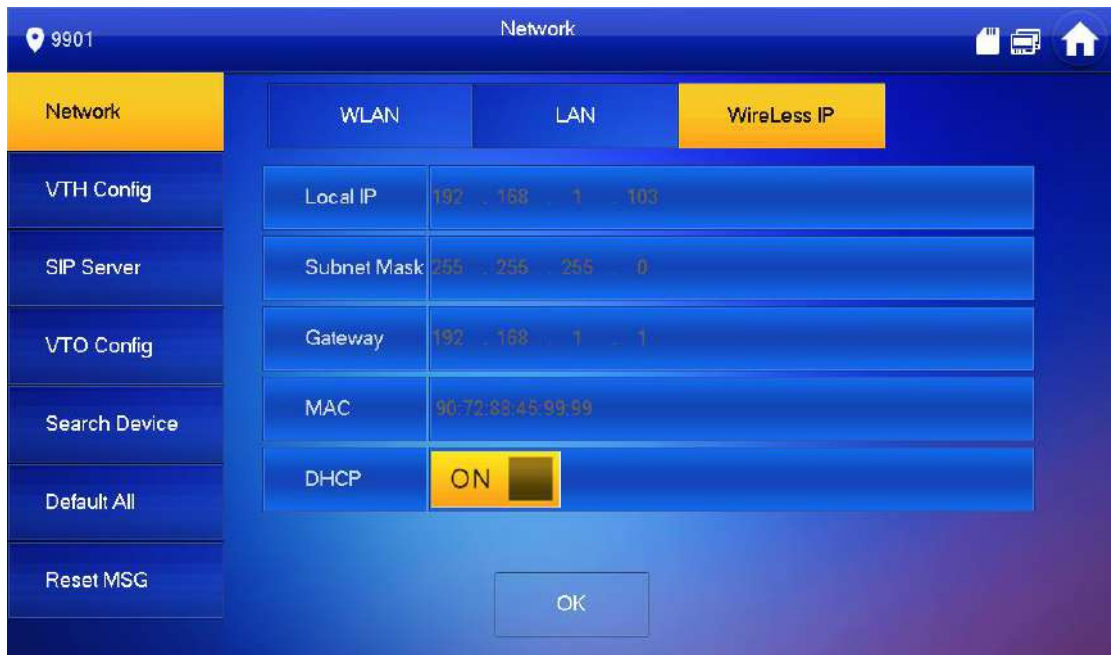 9901
Network
Network
VTH Config
SIP Server
VTO Config
Search Device
Default All
Reset MSG
WLAN LAN WireLess IP
Local IP 192 . 168 . 1 . 103
Subnet Mask 255 . 255 . 255 . 0
Gateway 192 . 168 . 1 . 1
MAC 90:72:88:45:99:99
DHCP ON
OK